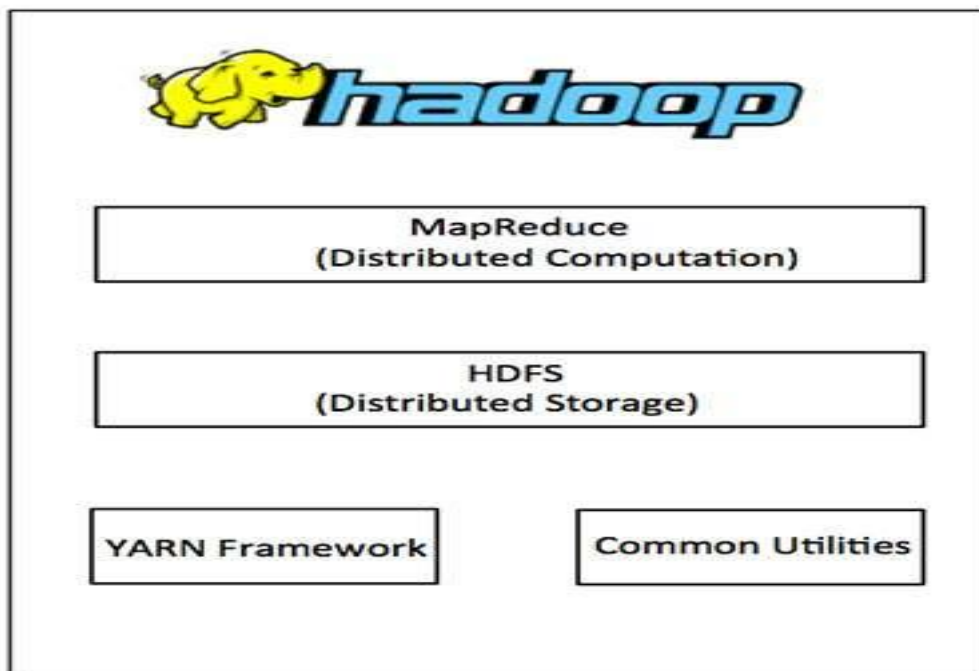 hadoop
MapReduce
(Distributed Computation)
HDFS
(Distributed Storage)
YARN Framework
Common Utilities